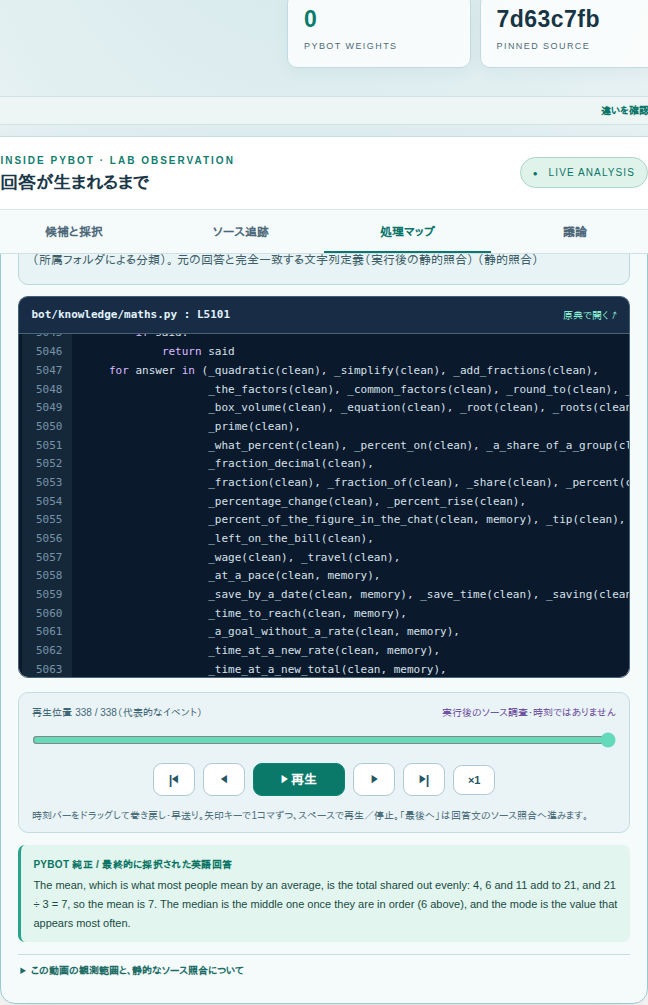 0
PYBOT WEIGHTS
7d63c7fb
PINNED SOURCE
違いを確認
INSIDE PYBOT · LAB OBSERVATION
回答が生まれるまで
● LIVE ANALYSIS
候補と採択
ソース追跡
処理マップ
議論
（所属フォルダによる分類）。元の回答と完全一致する文字列定義（実行後の静的照合）（静的照合）
bot/knowledge/maths.py : L5101
原典で開く↗
5045 if said:
5046 return said
5047 for answer in (_quadratic(clean), _simplify(clean), _add_fractions(clean),
5048 _the_factors(clean), _common_factors(clean), _round_to(clean), _
5049 _box_volume(clean), _equation(clean), _root(clean), _roots(clean
5050 _prime(clean),
5051 _what_percent(clean), _percent_on(clean), _a_share_of_a_group(cl
5052 _fraction_decimal(clean),
5053 _fraction(clean), _fraction_of(clean), _share(clean), _percent(c
5054 _percentage_change(clean), _percent_rise(clean),
5055 _percent_of_the_figure_in_the_chat(clean, memory), _tip(clean),
5056 _left_on_the_bill(clean),
5057 _wage(clean), _travel(clean),
5058 _at_a_pace(clean, memory),
5059 _save_by_a_date(clean, memory), _save_time(clean), _saving(clean
5060 _time_to_reach(clean, memory),
5061 _a_goal_without_a_rate(clean, memory),
5062 _time_at_a_new_rate(clean, memory),
5063 _time_at_a_new_total(clean, memory),
再生位置 338 / 338（代表的なイベント）
実行後のソース調査・時刻ではありません
|◀
◀
▶ 再生
▶
▶|
×1
時刻バーをドラッグして巻き戻し・早送り。矢印キーで1コマずつ、スペースで再生／停止。「最後へ」は回答文のソース照合へ進みます。
PYBOT 純正 / 最終的に採択された英語回答
The mean, which is what most people mean by an average, is the total shared out evenly: 4, 6 and 11 add to 21, and 21
÷ 3 = 7, so the mean is 7. The median is the middle one once they are in order (6 above), and the mode is the value that
appears most often.
▶ この動画の観測範囲と、静的なソース照合について